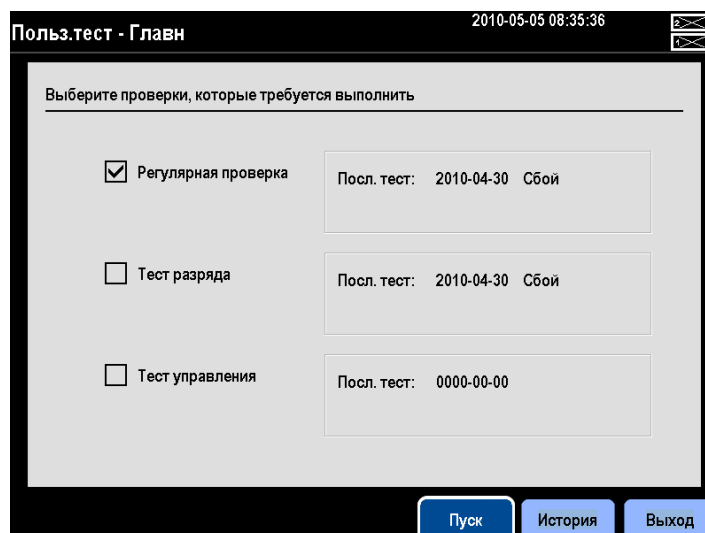 Польз.тест - Главн
2010-05-05 08:35:36
2
1
Выберите проверки, которые требуется выполнить
Регулярная проверка
Посл. тест: 2010-04-30 Сбой
Тест разряда
Посл. тест: 2010-04-30 Сбой
Тест управления
Посл. тест: 0000-00-00
Пуск
История
Выход